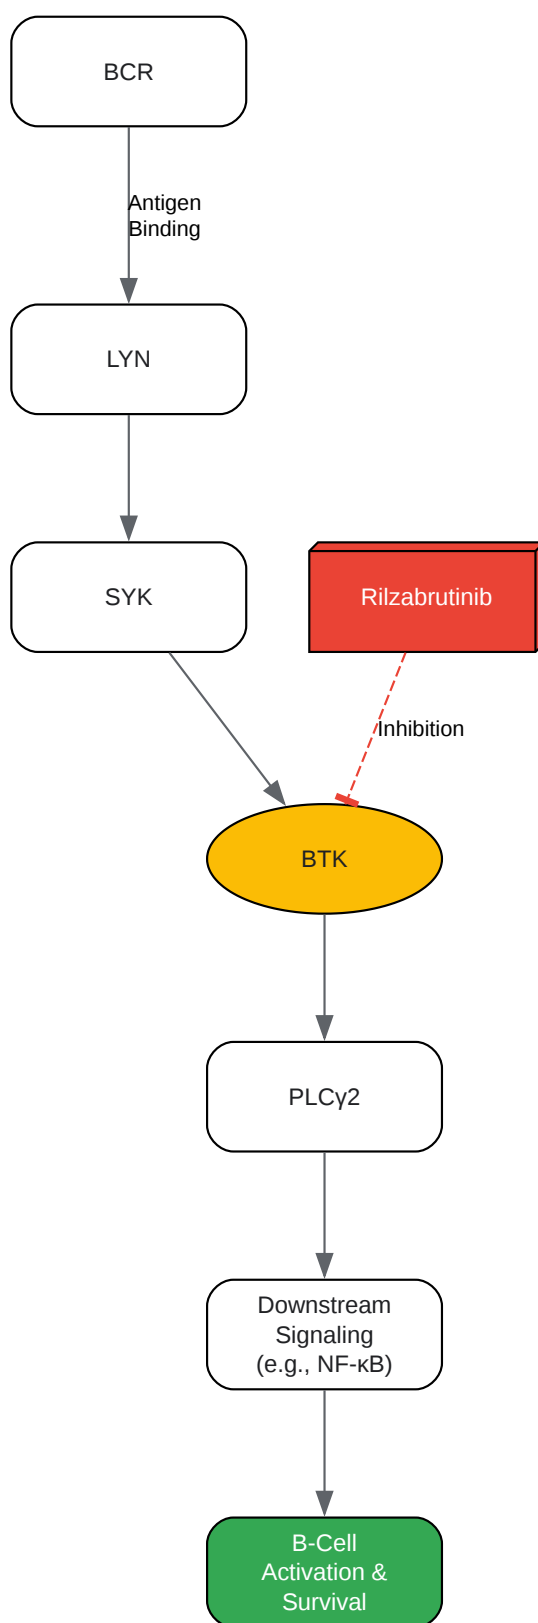 BCR
Antigen
Binding
LYN
SYK
Rilzabrutinib
Inhibition
BTK
PLCγ2
Downstream
Signaling
(e.g., NF-κB)
B-Cell
Activation &
Survival